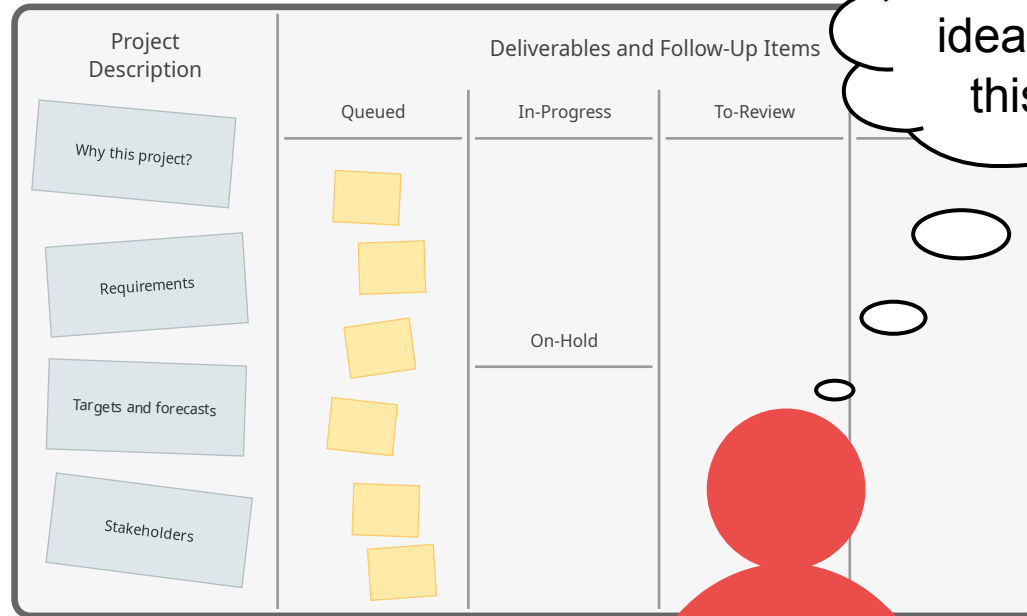 Project
Description
Deliverables and Follow-Up Items
Queued
In-Progress
To-Review
Why this project?
Requirements
On-Hold
Targets and forecasts
Stakeholders